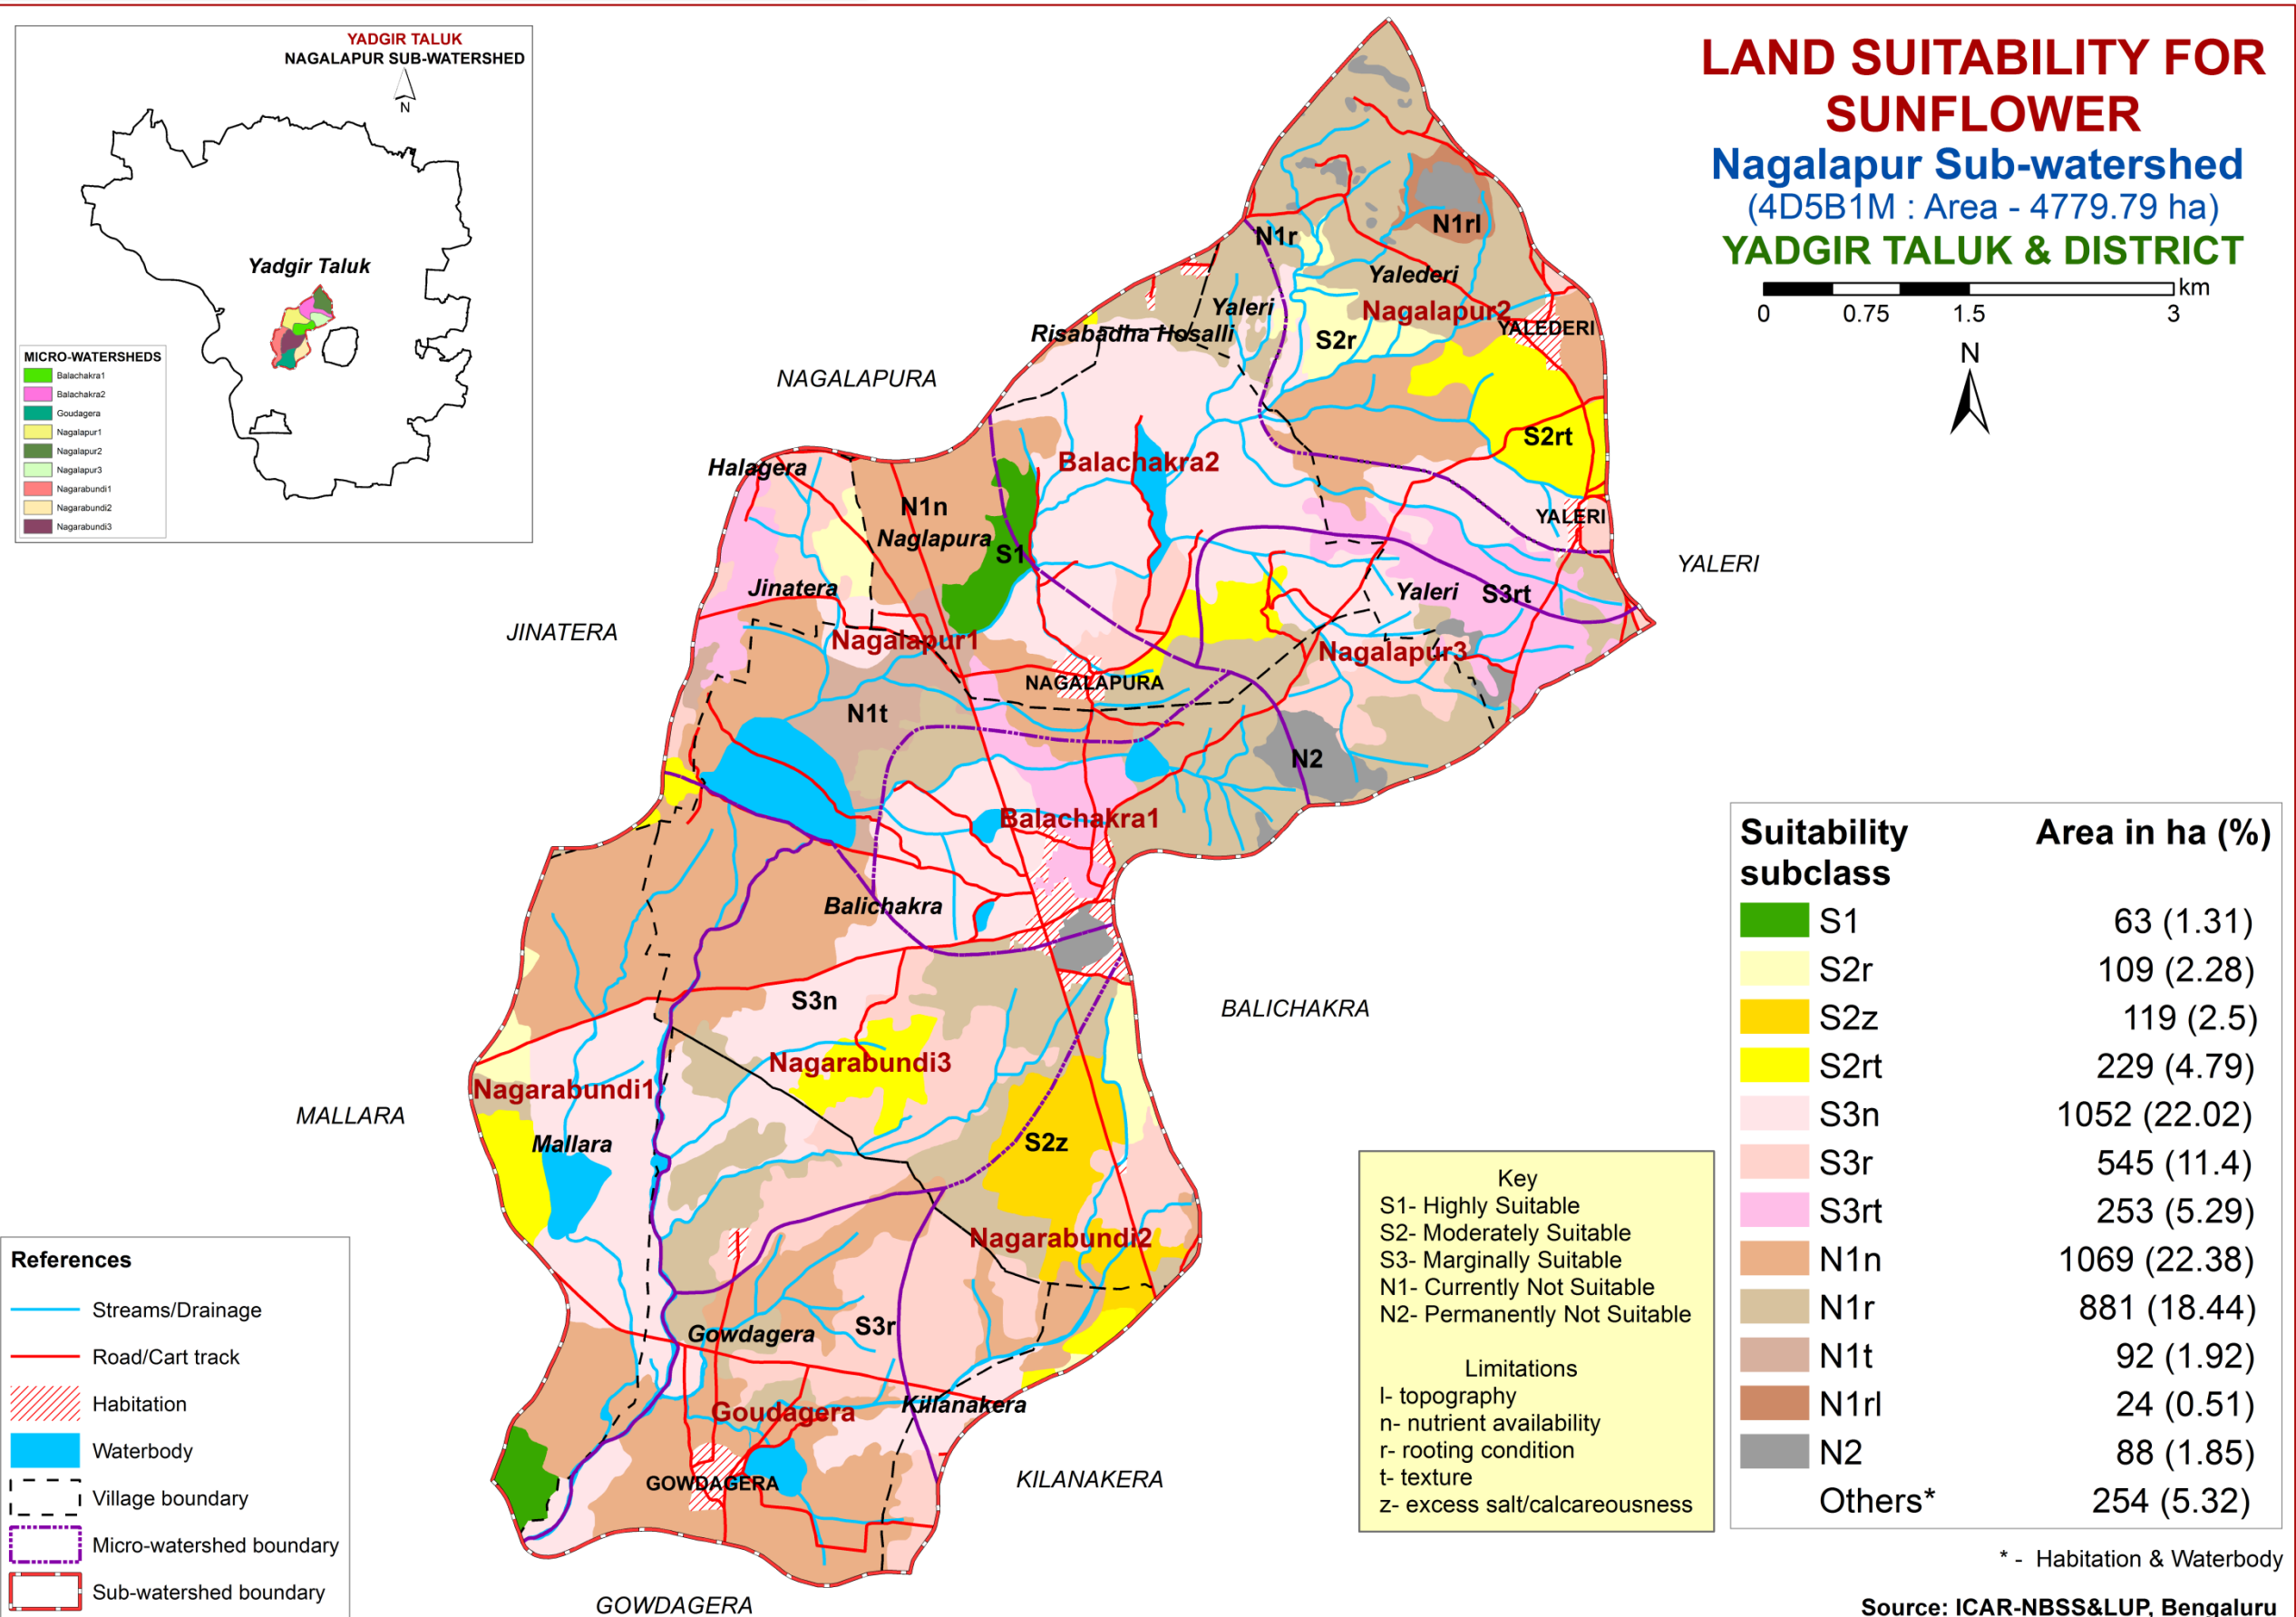 YADGIR TALUK
NAGALAPUR SUB-WATERSHED
N
Yadgir Taluk
MICRO-WATERSHEDS
Balachakra1
Balachakra2
Goudagera
Nagalapur1
Nagalapur2
Nagalapur3
Nagarabundi1
Nagarabundi2
Nagarabundi3
LAND SUITABILITY FOR
SUNFLOWER
Nagalapur Sub-watershed
(4D5B1M : Area - 4779.79 ha)
YADGIR TALUK & DISTRICT
km
0 0.75 1.5 3
N
N1rl
N1r
Yalederi
Yaleri
Nagalapur2
YALEDERI
Risabadha Hosalli
S2r
NAGALAPURA
S2rt
Halagera
Balachakra2
N1n
YALERI
Naglapura
S1
YALERI
Jinatera
Yaleri
S3rt
JINATERA
Nagalapur1
Nagalapur3
NAGALAPURA
N1t
N2
Balachakra1
Balichakra
S3n
BALICHAKRA
Nagarabundi3
Nagarabundi1
MALLARA
Mallara
S2z
Nagarabundi2
S3r
Gowdagera
Killanakera
Goudagera
GOWDAGERA
KILANAKERA
GOWDAGERA
References
Streams/Drainage
Road/Cart track
Habitation
Waterbody
Village boundary
Micro-watershed boundary
Sub-watershed boundary
Key
S1- Highly Suitable
S2- Moderately Suitable
S3- Marginally Suitable
N1- Currently Not Suitable
N2- Permanently Not Suitable
Limitations
l- topography
n- nutrient availability
r- rooting condition
t- texture
z- excess salt/calcareousness
Suitability Area in ha (%)
subclass
S1 63 (1.31)
S2r 109 (2.28)
S2z 119 (2.5)
S2rt 229 (4.79)
S3n 1052 (22.02)
S3r 545 (11.4)
S3rt 253 (5.29)
N1n 1069 (22.38)
N1r 881 (18.44)
N1t 92 (1.92)
N1rl 24 (0.51)
N2 88 (1.85)
Others* 254 (5.32)
* - Habitation & Waterbody
Source: ICAR-NBSS&LUP, Bengaluru